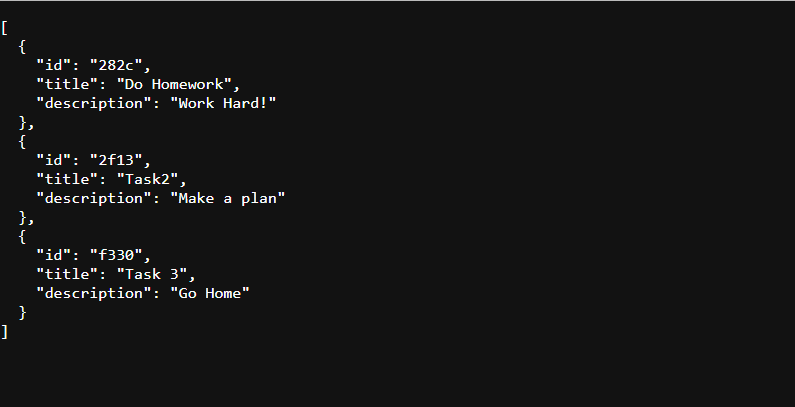 [
  {
    "id": "282c",
    "title": "Do Homework",
    "description": "Work Hard!"
  },
  {
    "id": "2f13",
    "title": "Task2",
    "description": "Make a plan"
  },
  {
    "id": "f330",
    "title": "Task 3",
    "description": "Go Home"
  }
]